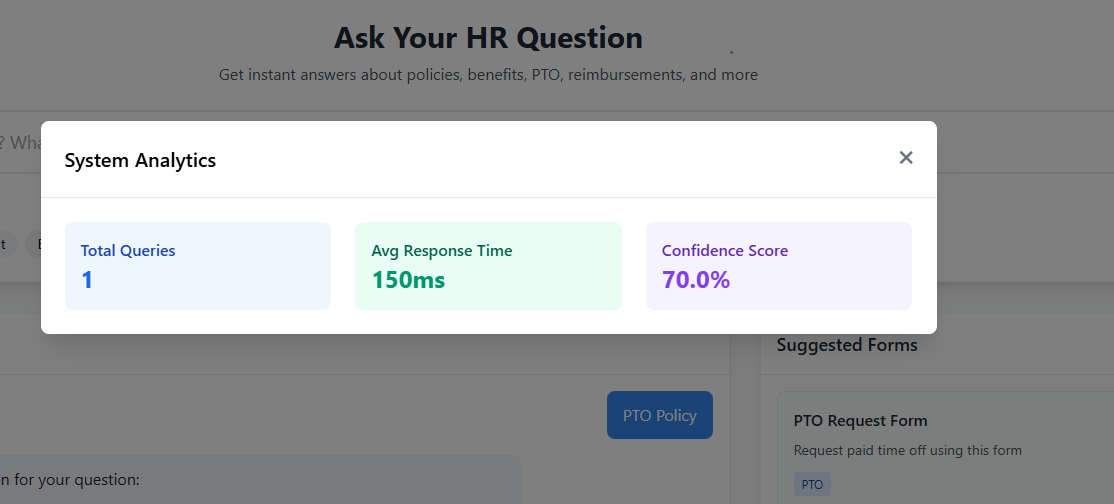 Ask Your HR Question
Get instant answers about policies, benefits, PTO, reimbursements, and more
?
System Analytics
Total Queries
1
Avg Response Time
150ms
Confidence Score
70.0%
Suggested Forms
PTO Policy
PTO Request Form
Request paid time off using this form
PTO
n for your question: